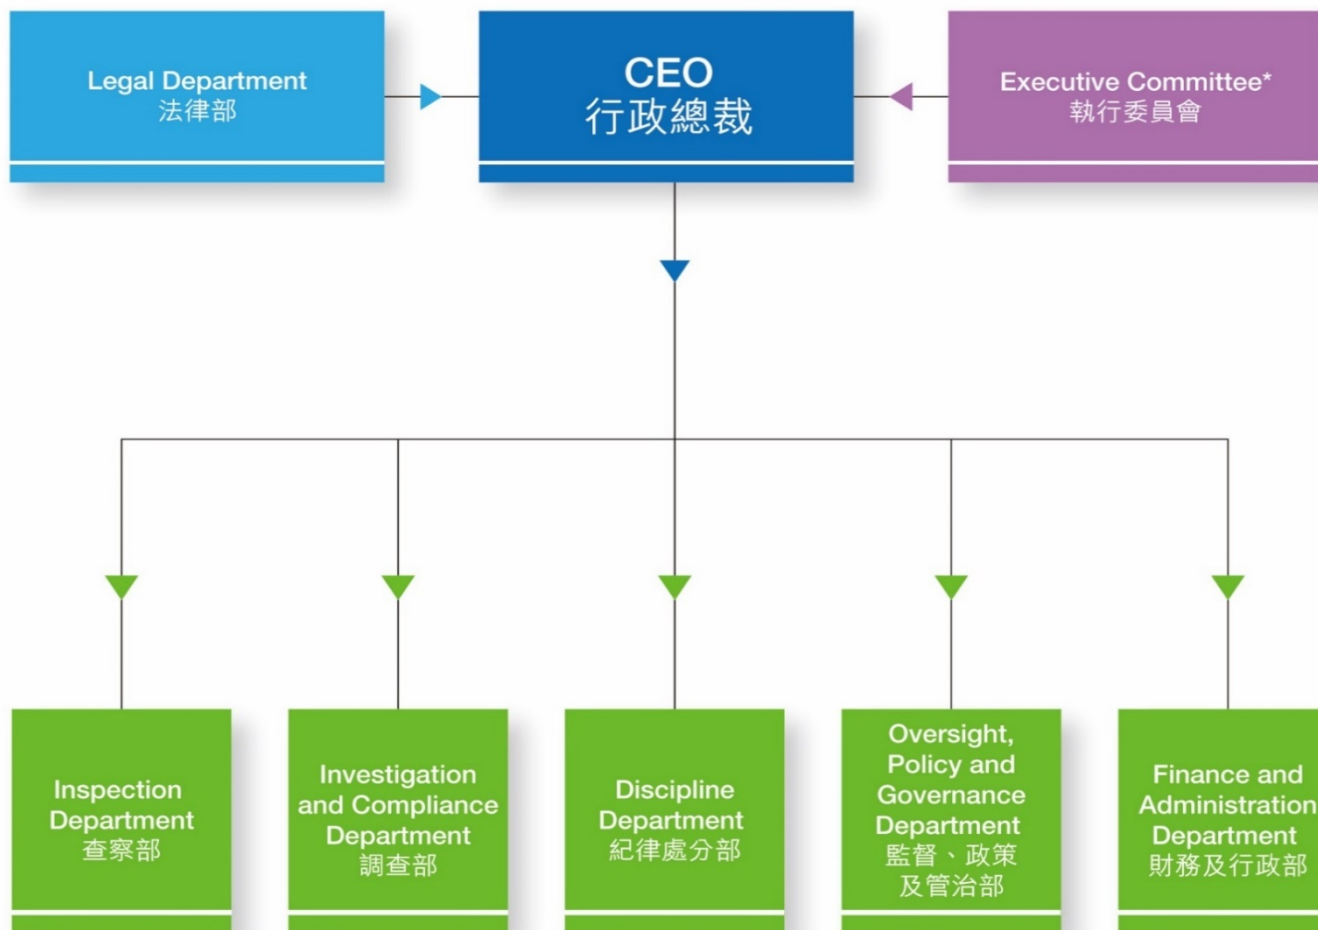 Legal Department
法律部
CEO
行政總裁
Executive Committee*
執行委員會
Inspection
Department
查察部
Investigation
and Compliance
Department
調查部
Discipline
Department
紀律處分部
Oversight,
Policy and
Governance
Department
監督、政策
及管治部
Finance and
Administration
Department
財務及行政部